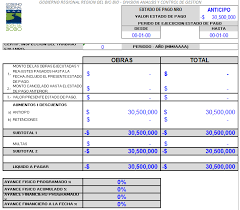 GOBIERNO REGIONAL REGION DEL BIO BIO - DIVISION ANALISIS Y CONTROL DE GESTION
ESTADO DE PAGO NRO ANTICIPO
VALOR ESTADO DE PAGO $ 30,500,000
PERIODO DE EJECUCION ESTADO DE PAGO
DESDE HASTA
00-01-00 00-01-00
0 PERIODO : AÑO/MES (MMAAAA)
OBRAS TOTAL
1. MONTO DE LAS OBRAS EJECUTADAS Y
$ - $ -
2. MONTO CANCELADO HASTA EL ESTADO
DE PAGO ANTERIOR $ - $ -
3. VALOR PRESENTE ESTADO DE PAGO $ - $ -
AUMENTOS Y DESCUENTOS
a) ANTICIPO $ 30,500,000 $ 30,500,000
b) RETENCIONES $ - $ -
SUBTOTAL 1 $ 30,500,000 $ 30,500,000
MULTAS $ - $ -
SUBTOTAL 2 $ 30,500,000 $ 30,500,000
LIQUIDO A PAGAR $ 30,500,000 $ 30,500,000
AVANCE FISICO PROGRAMADO % 0%
AVANCE FISICO ACUMULADO % 0%
AVANCE FINANCIERO PROGRAMADO 0%
AVANCE FINANCIERO A LA FECHA % 0%